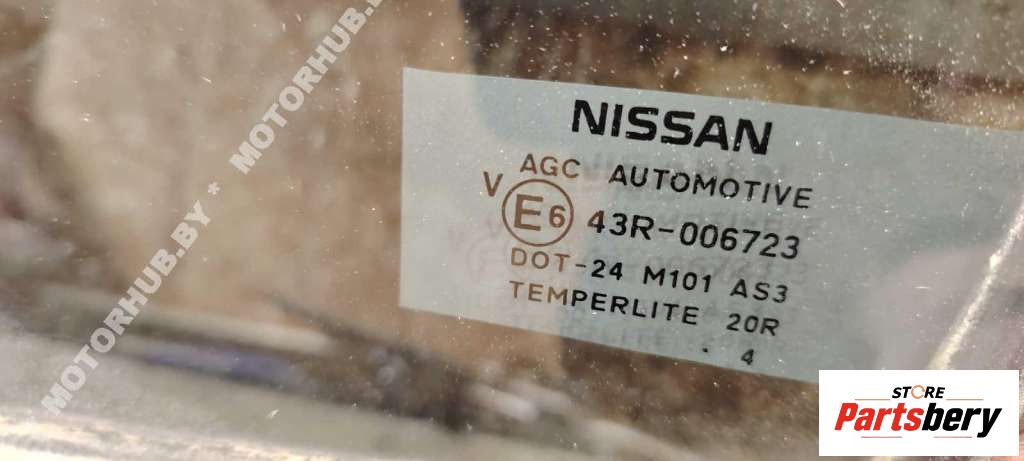 MOTORHUB.BY * MOTORHUB.BY
NISSAN
AGC AUTOMOTIVE
V E6 43R-006723
DOT-24 M101 AS3
TEMPERLITE 20R
. 4
STORE
Partsbery